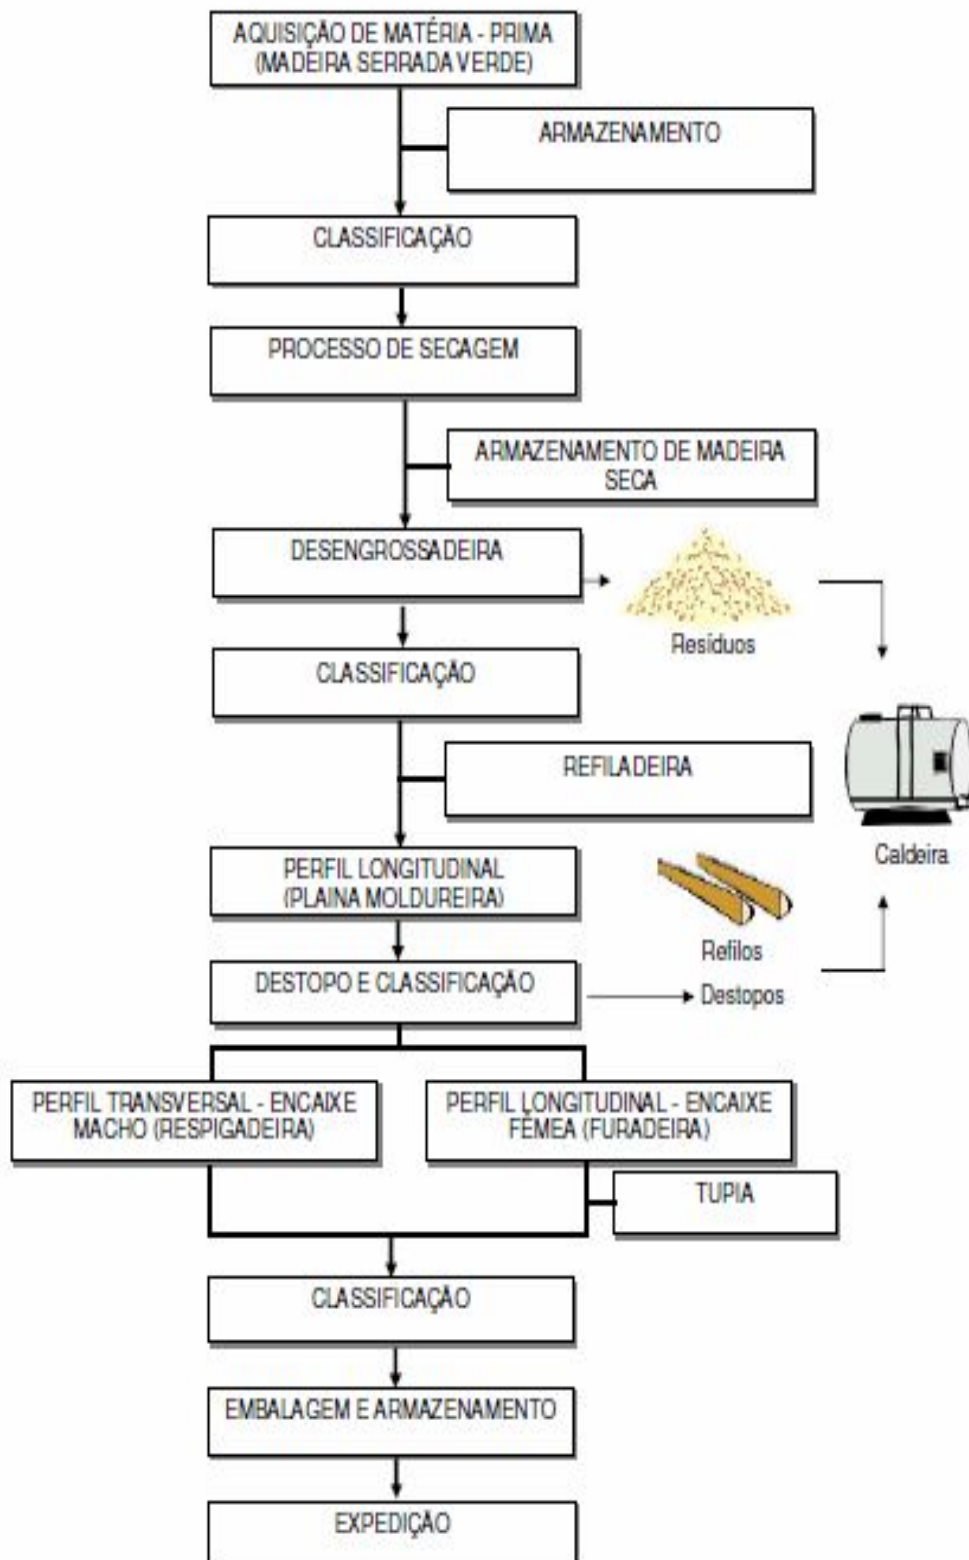 AQUISIÇÃO DE MATÉRIA - PRIMA
(MADEIRA SERRADA VERDE)
ARMAZENAMENTO
CLASSIFICAÇÃO
PROCESSO DE SECAGEM
ARMAZENAMENTO DE MADEIRA
SECA
DESENGROSSADEIRA
Resíduos
CLASSIFICAÇÃO
REFILADEIRA
Caldeira
PERFIL LONGITUDINAL
(PLAINA MOLDUREIRA)
Refilos
DESTOPO E CLASSIFICAÇÃO
Destopos
PERFIL TRANSVERSAL - ENCAIXE
MACHO (RESPIGADEIRA)
PERFIL LONGITUDINAL - ENCAIXE
FÊMEA (FURADEIRA)
TUPIA
CLASSIFICAÇÃO
EMBALAGEM E ARMAZENAMENTO
EXPEDIÇÃO